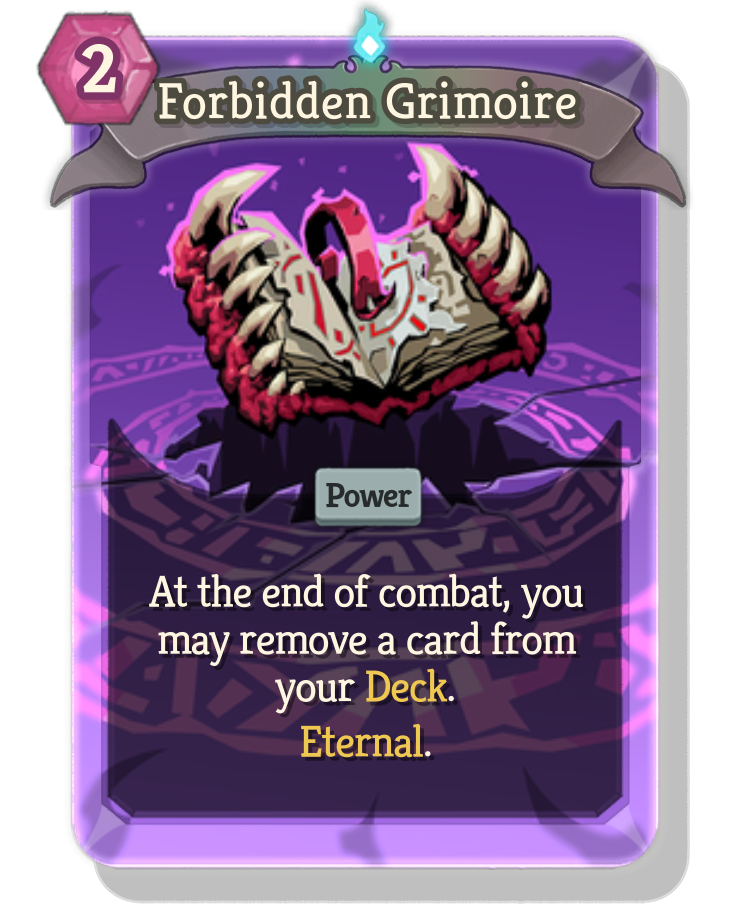 2
Forbidden Grimoire
Power
At the end of combat, you
may remove a card from
your Deck.
Eternal.